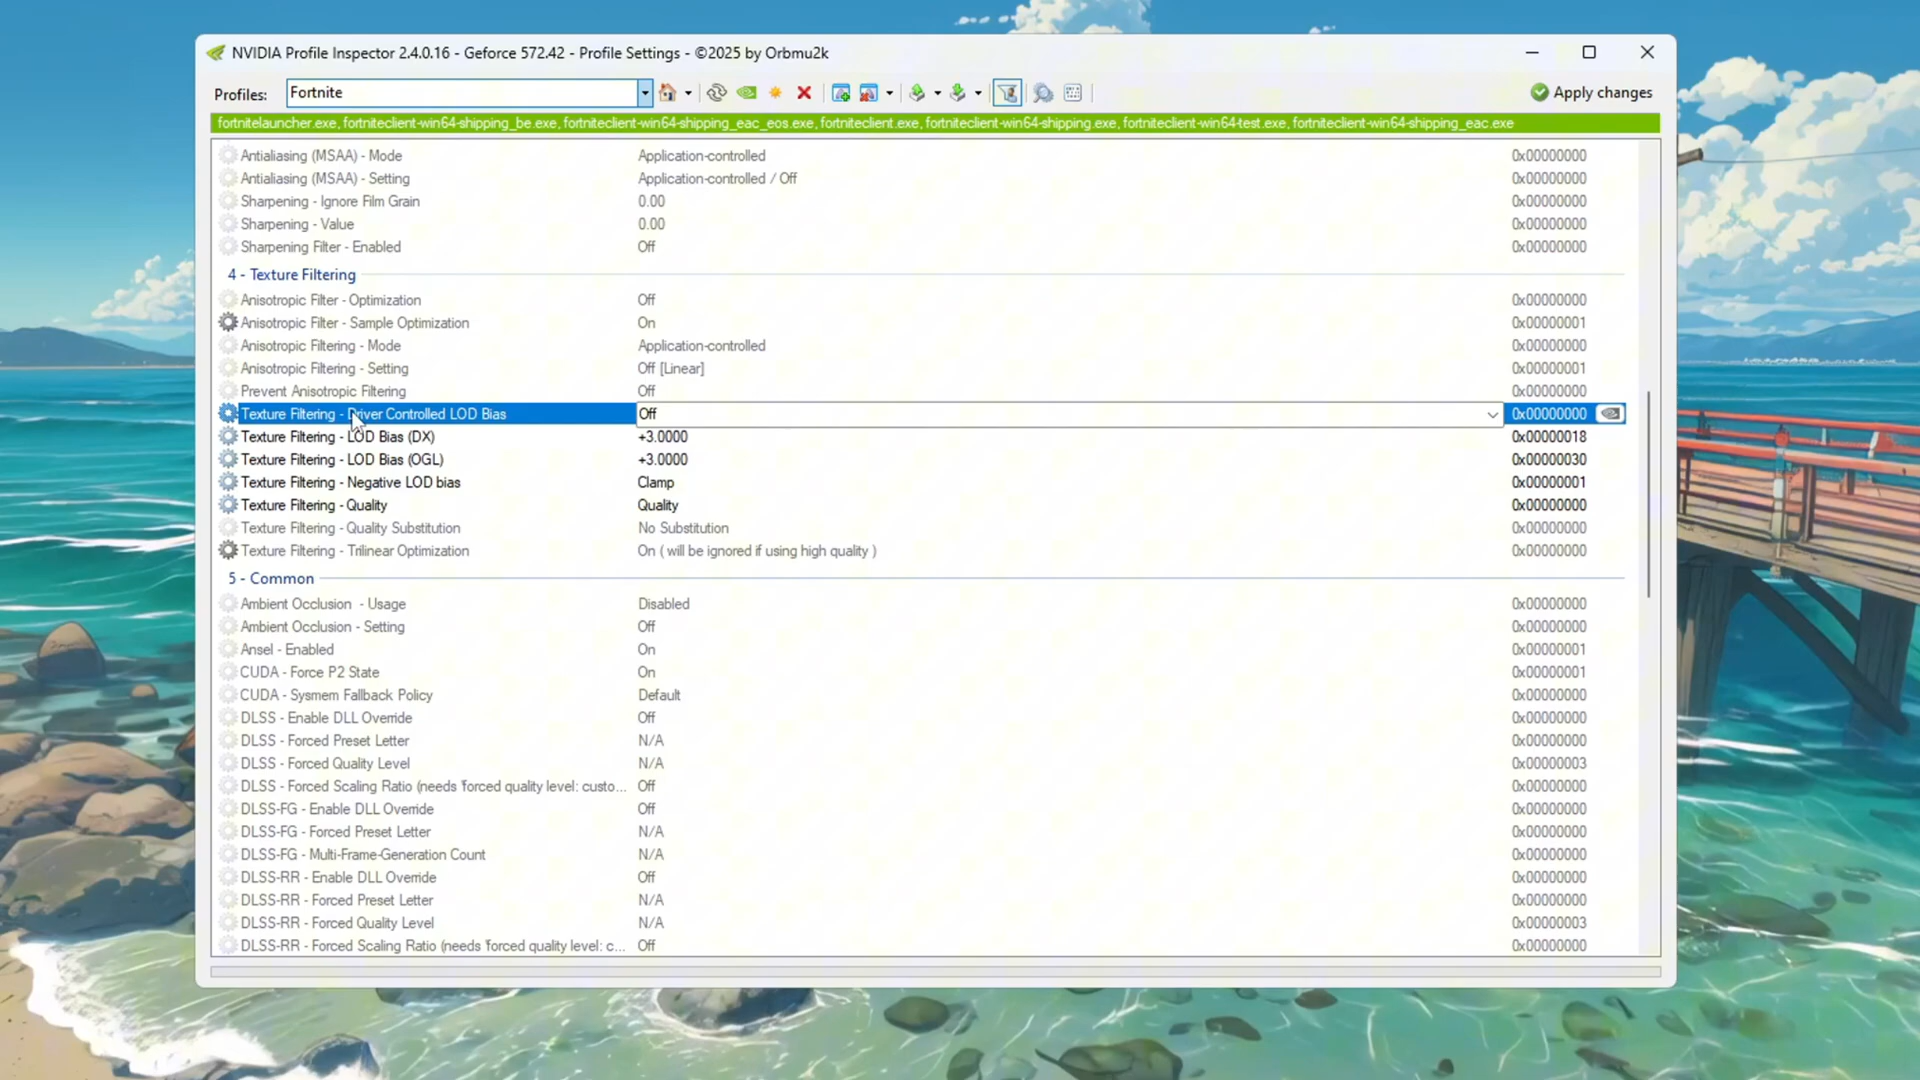 NVIDIA Profile Inspector 2.4.0.16 - Geforce 572.42 - Profile Settings - ©2025 by Orbmu2k
Profiles: Fortnite Apply changes
fortnitelauncher.exe, fortniteclient-win64-shipping_be.exe, fortniteclient-win64-shipping_eac_eos.exe, fortniteclient.exe, fortniteclient-win64-shipping.exe, fortniteclient-win64-test.exe, fortniteclient-win64-shipping_eac.exe
Antialiasing (MSAA) - Mode Application-controlled 0x00000000
Antialiasing (MSAA) - Setting Application-controlled / Off 0x00000000
Sharpening - Ignore Film Grain 0.00 0x00000000
Sharpening - Value 0.00 0x00000000
Sharpening Filter - Enabled Off 0x00000000
4 - Texture Filtering
Anisotropic Filter - Optimization Off 0x00000000
Anisotropic Filter - Sample Optimization On 0x00000001
Anisotropic Filtering - Mode Application-controlled 0x00000000
Anisotropic Filtering - Setting Off [Linear] 0x00000001
Prevent Anisotropic Filtering Off 0x00000000
Texture Filtering - Driver Controlled LOD Bias Off 0x00000000
Texture Filtering - LOD Bias (DX) +3.0000 0x00000018
Texture Filtering - LOD Bias (OGL) +3.0000 0x00000030
Texture Filtering - Negative LOD bias Clamp 0x00000001
Texture Filtering - Quality Quality 0x00000000
Texture Filtering - Quality Substitution No Substitution 0x00000000
Texture Filtering - Trilinear Optimization On ( will be ignored if using high quality ) 0x00000000
5 - Common
Ambient Occlusion - Usage Disabled 0x00000000
Ambient Occlusion - Setting Off 0x00000000
Ansel - Enabled On 0x00000001
CUDA - Force P2 State On 0x00000001
CUDA - Sysmem Fallback Policy Default 0x00000000
DLSS - Enable DLL Override Off 0x00000000
DLSS - Forced Preset Letter N/A 0x00000000
DLSS - Forced Quality Level N/A 0x00000003
DLSS - Forced Scaling Ratio (needs 'forced quality level: custo... Off 0x00000000
DLSS-FG - Enable DLL Override Off 0x00000000
DLSS-FG - Forced Preset Letter N/A 0x00000000
DLSS-FG - Multi-Frame-Generation Count N/A 0x00000000
DLSS-RR - Enable DLL Override Off 0x00000000
DLSS-RR - Forced Preset Letter N/A 0x00000000
DLSS-RR - Forced Quality Level N/A 0x00000003
DLSS-RR - Forced Scaling Ratio (needs 'forced quality level: c... Off 0x00000000